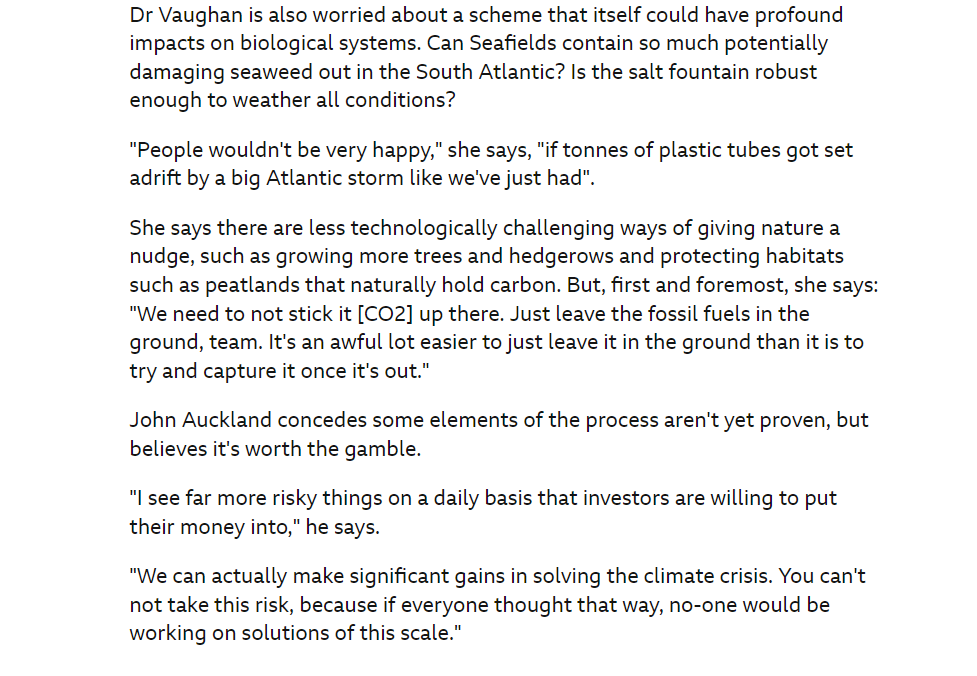 Dr Vaughan is also worried about a scheme that itself could have profound
impacts on biological systems. Can Seafields contain so much potentially
damaging seaweed out in the South Atlantic? Is the salt fountain robust
enough to weather all conditions?
"People wouldn't be very happy," she says, "if tonnes of plastic tubes got set
adrift by a big Atlantic storm like we've just had".
She says there are less technologically challenging ways of giving nature a
nudge, such as growing more trees and hedgerows and protecting habitats
such as peatlands that naturally hold carbon. But, first and foremost, she says:
"We need to not stick it [CO2] up there. Just leave the fossil fuels in the
ground, team. It's an awful lot easier to just leave it in the ground than it is to
try and capture it once it's out."
John Auckland concedes some elements of the process aren't yet proven, but
believes it's worth the gamble.
"I see far more risky things on a daily basis that investors are willing to put
their money into," he says.
"We can actually make significant gains in solving the climate crisis. You can't
not take this risk, because if everyone thought that way, no-one would be
working on solutions of this scale."